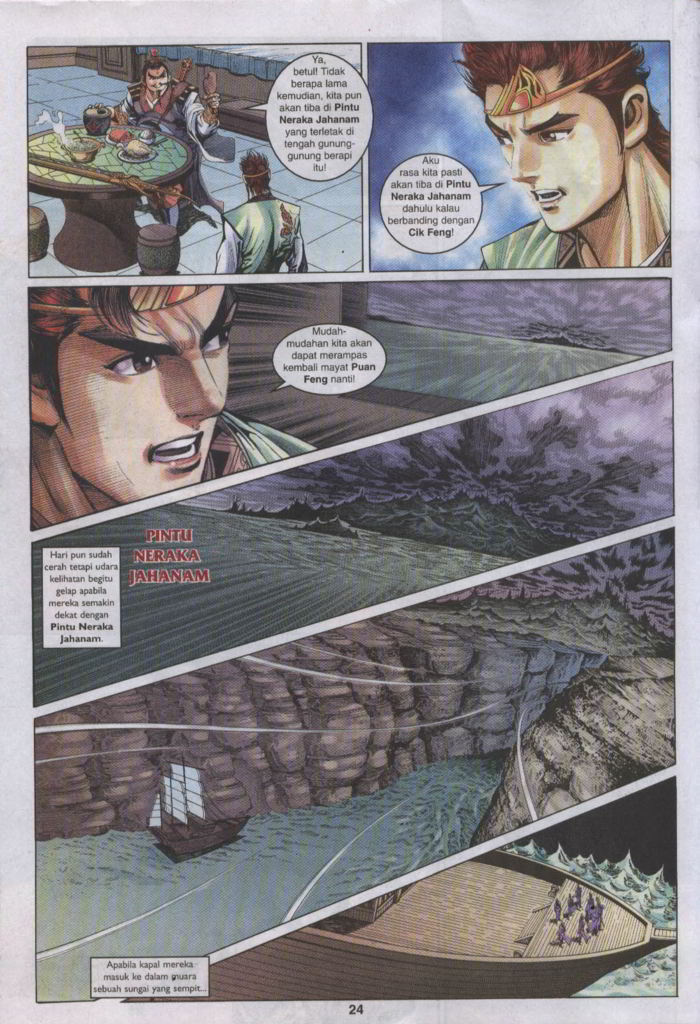 Ya,
betul! Tidak
berapa lama
kemudian, kita pun
akan tiba di Pintu
Neraka Jahanam
yang terletak di
tengah gunung-
gunung berapi
itu!
Aku
rasa kita pasti
akan tiba di Pintu
Neraka Jahanam
dahulu kalau
berbanding dengan
Cik Feng!
Mudah-
mudahan kita akan
dapat merampas
kembali mayat Puan
Feng nanti!
PINTU
NERAKA
JAHANAM
Hari pun sudah
cerah tetapi udara
kelihatan begitu
gelap apabila
mereka semakin
dekat dengan
Pintu Neraka
Jahanam.
Apabila kapal mereka
masuk ke dalam muara
sebuah sungai yang sempit...
24